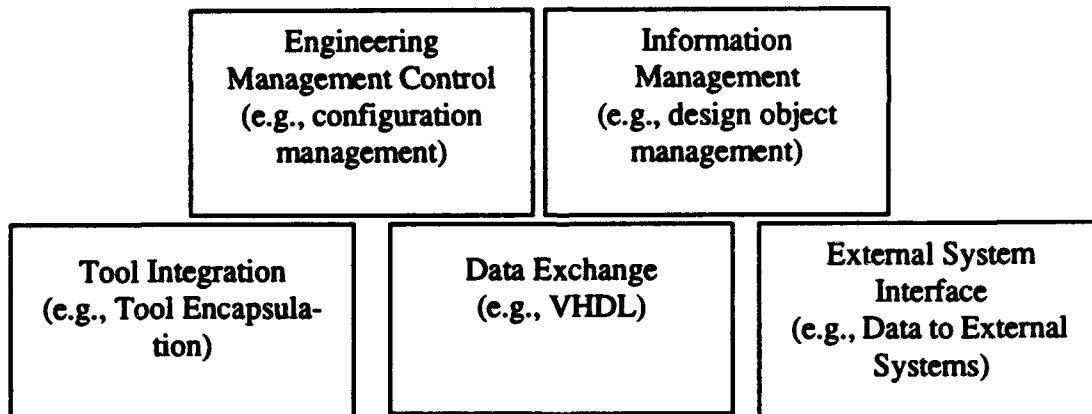 Engineering
Management Control
(e.g., configuration
management)
Information
Management
(e.g., design object
management)
Tool Integration
(e.g., Tool Encapsula-
tion)
Data Exchange
(e.g., VHDL)
External System
Interface
(e.g., Data to External
Systems)